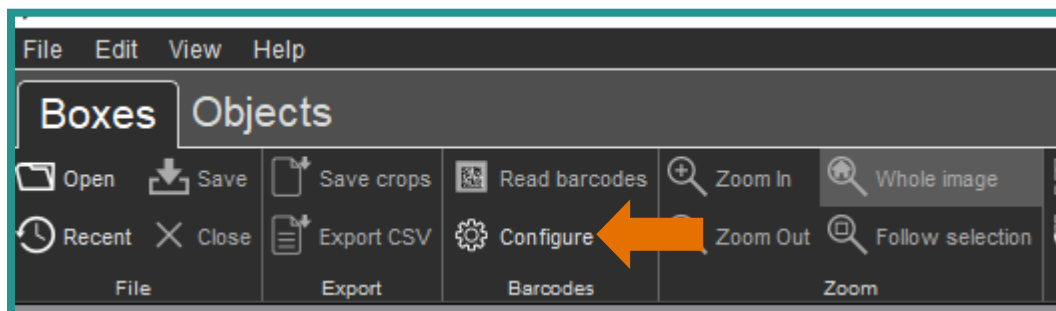 File Edit View Help
Boxes Objects
Open Save Save crops Read barcodes Zoom In Whole image
Recent Close Export CSV Configure Zoom Out Follow selection
File Export Barcodes Zoom